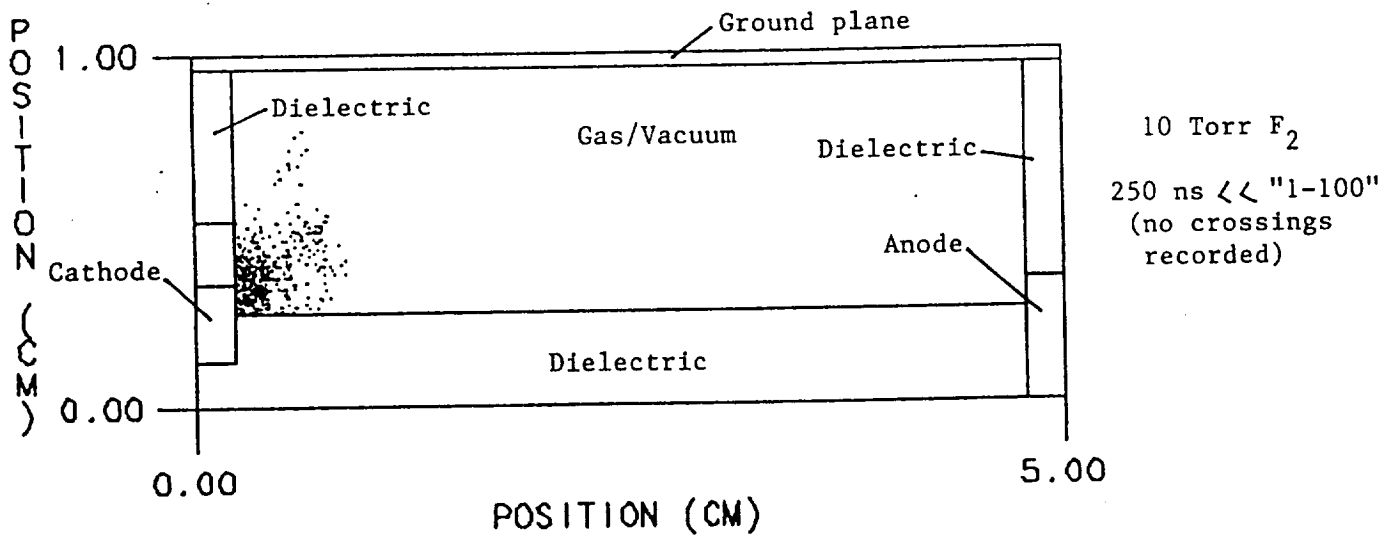 Ground plane
POSITION (CM)
1.00
Dielectric
Gas/Vacuum
Dielectric
10 Torr F2
250 ns << "1-100"
(no crossings
recorded)
Anode
Cathode
Dielectric
0.00
0.00
5.00
POSITION (CM)